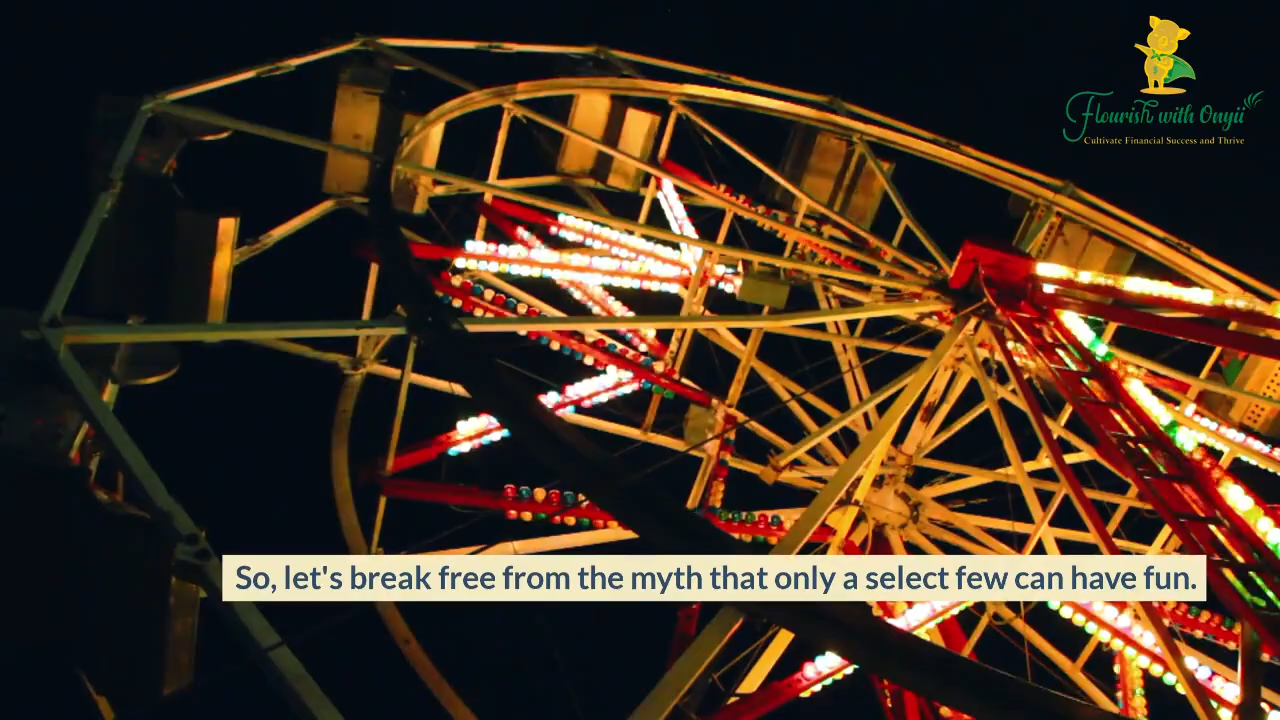 Flourish with Onyii
Cultivate Financial Success and Thrive
So, let's break free from the myth that only a select few can have fun.